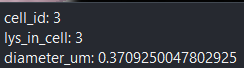 cell_id: 3
lys_in_cell: 3
diameter_um: 0.3709250047802925